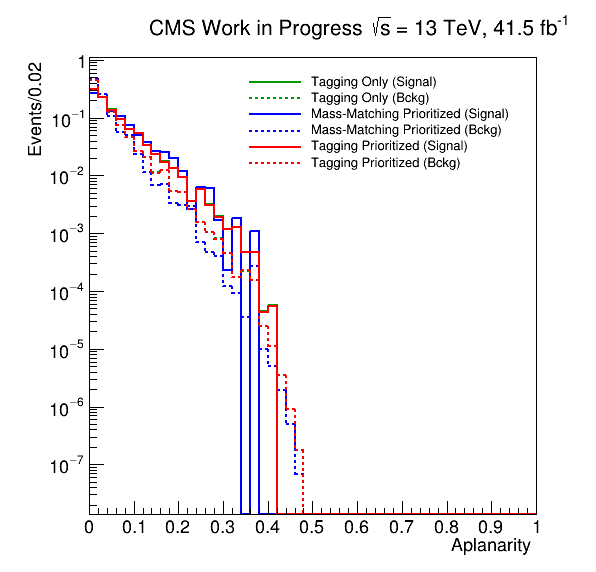 CMS Work in Progress √s = 13 TeV, 41.5 fb⁻¹
Events/0.02
1
10⁻¹
10⁻²
10⁻³
10⁻⁴
10⁻⁵
10⁻⁶
10⁻⁷
Tagging Only (Signal)
Tagging Only (Bckg)
Mass-Matching Prioritized (Signal)
Mass-Matching Prioritized (Bckg)
Tagging Prioritized (Signal)
Tagging Prioritized (Bckg)
0 0.1 0.2 0.3 0.4 0.5 0.6 0.7 0.8 0.9 1
Aplanarity